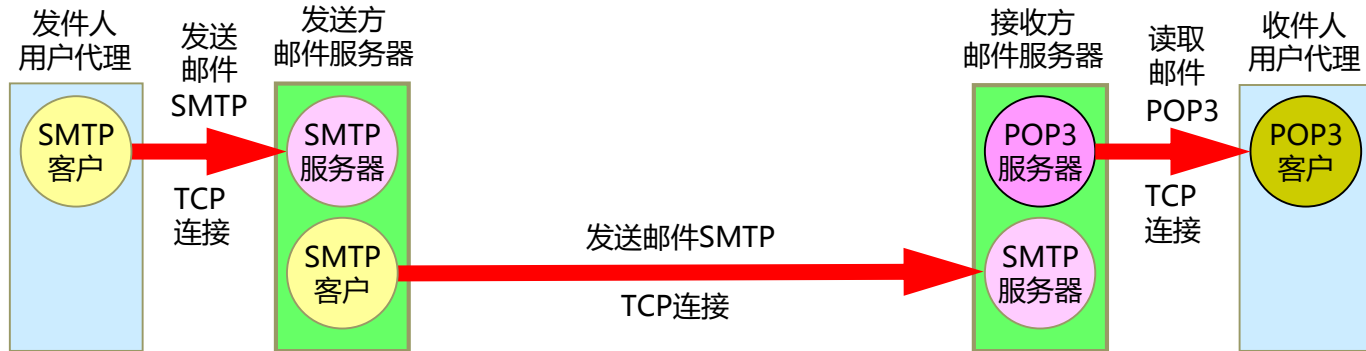 发件人
用户代理
发送
邮件
SMTP
发送方
邮件服务器
接收方
邮件服务器
读取
邮件
POP3
收件人
用户代理
SMTP
客户
SMTP
服务器
POP3
服务器
POP3
客户
TCP
连接
TCP
连接
SMTP
客户
发送邮件SMTP
TCP连接
SMTP
服务器